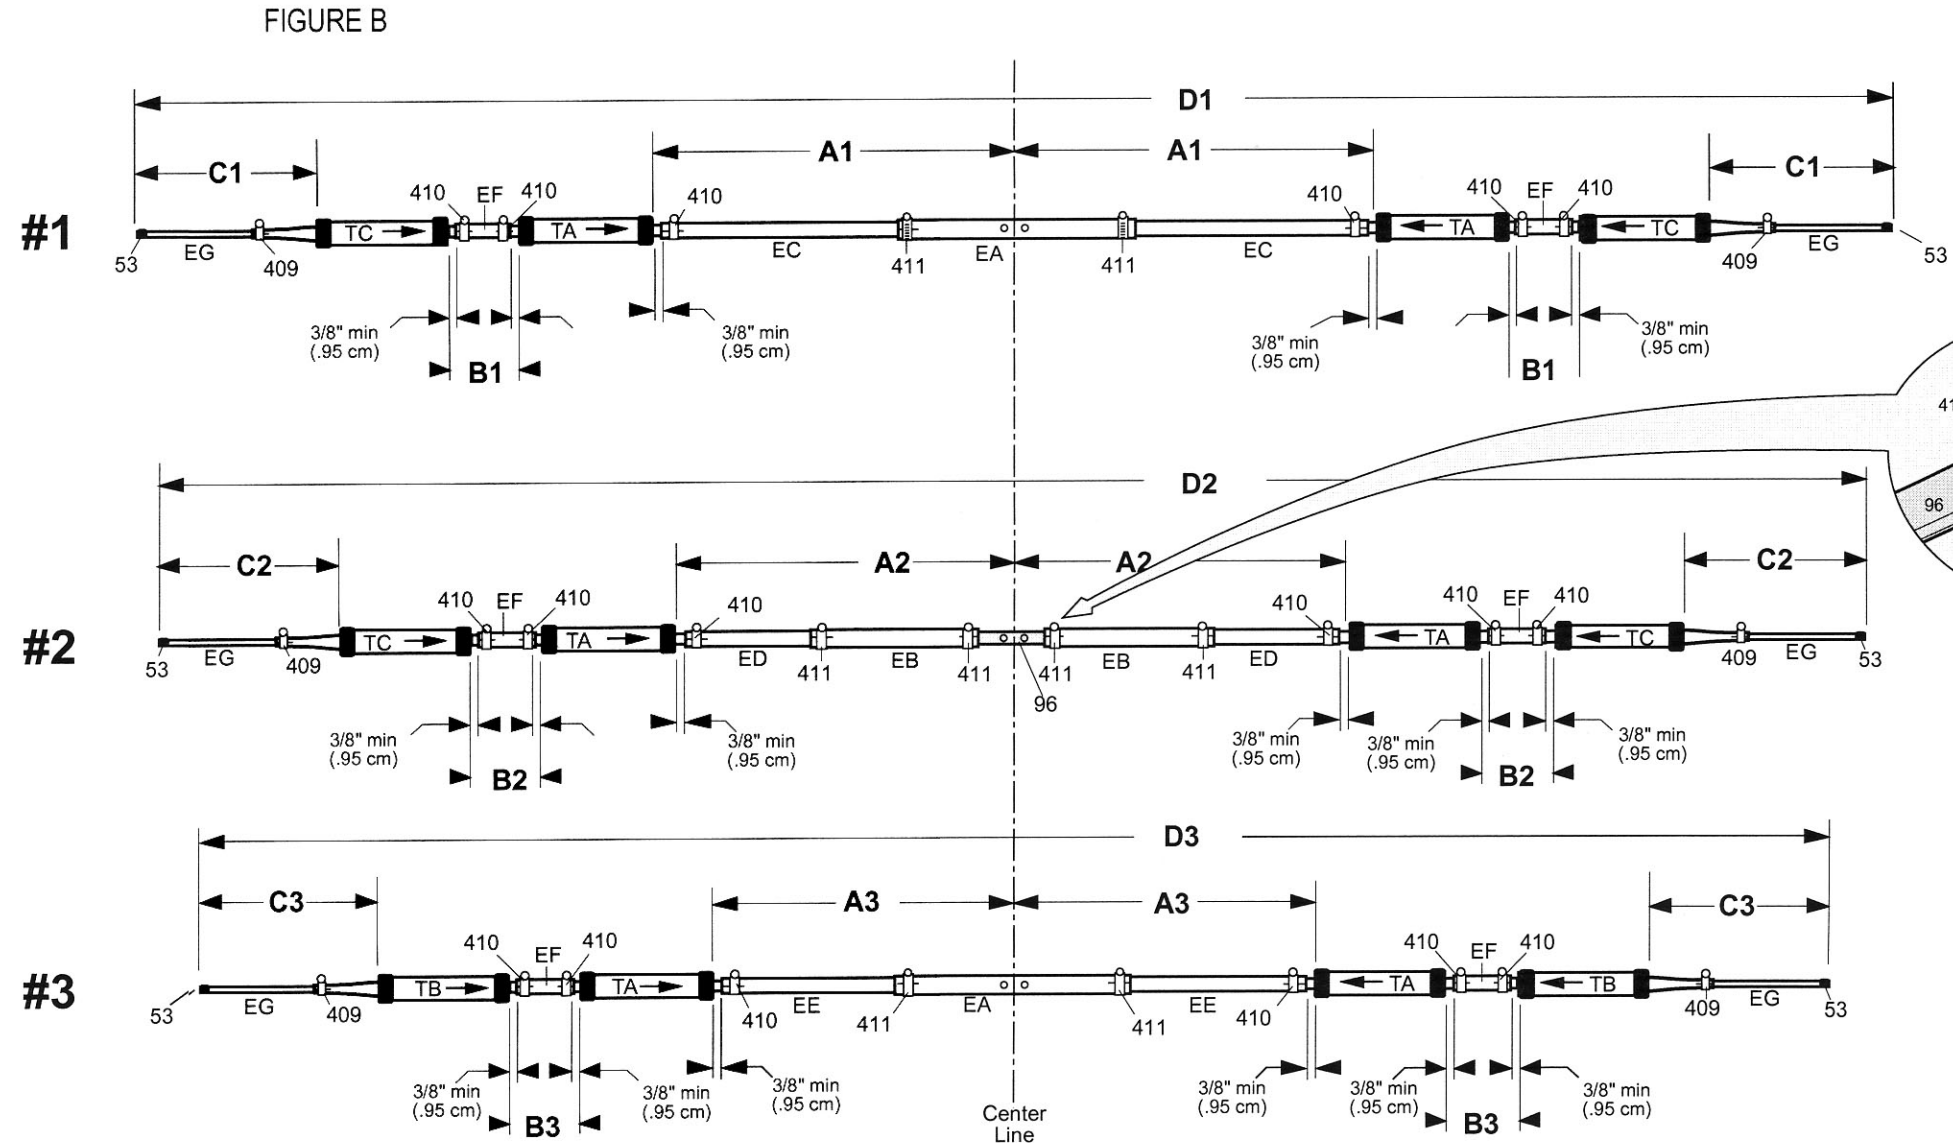 FIGURE B
D1
A1 A1
C1 C1
410 EF 410 410 410 410 EF 410
#1
TC TA TA TC
EG EC EA EC EG
53 409 411 411 409 53
3/8" min
(.95 cm)
3/8" min
(.95 cm)
3/8" min
(.95 cm)
3/8" min
(.95 cm)
B1 B1
D2
96
C2 A2 A2 C2
410 EF 410 410 410 410 EF 410
#2
TC TA TA TC
EG ED EB EB ED EG
53 409 411 411 411 411 409 53
96
3/8" min
(.95 cm)
3/8" min
(.95 cm)
3/8" min
(.95 cm)
3/8" min
(.95 cm)
3/8" min
(.95 cm)
B2 B2
D3
C3 A3 A3 C3
410 EF 410 410 EF 410
#3
TB TA TA TB
EG EE EA EE EG
53 409 410 411 411 410 409 53
3/8" min
(.95 cm)
3/8" min
(.95 cm)
3/8" min
(.95 cm)
3/8" min
(.95 cm)
3/8" min
(.95 cm)
3/8" min
(.95 cm)
B3 B3
Center
Line